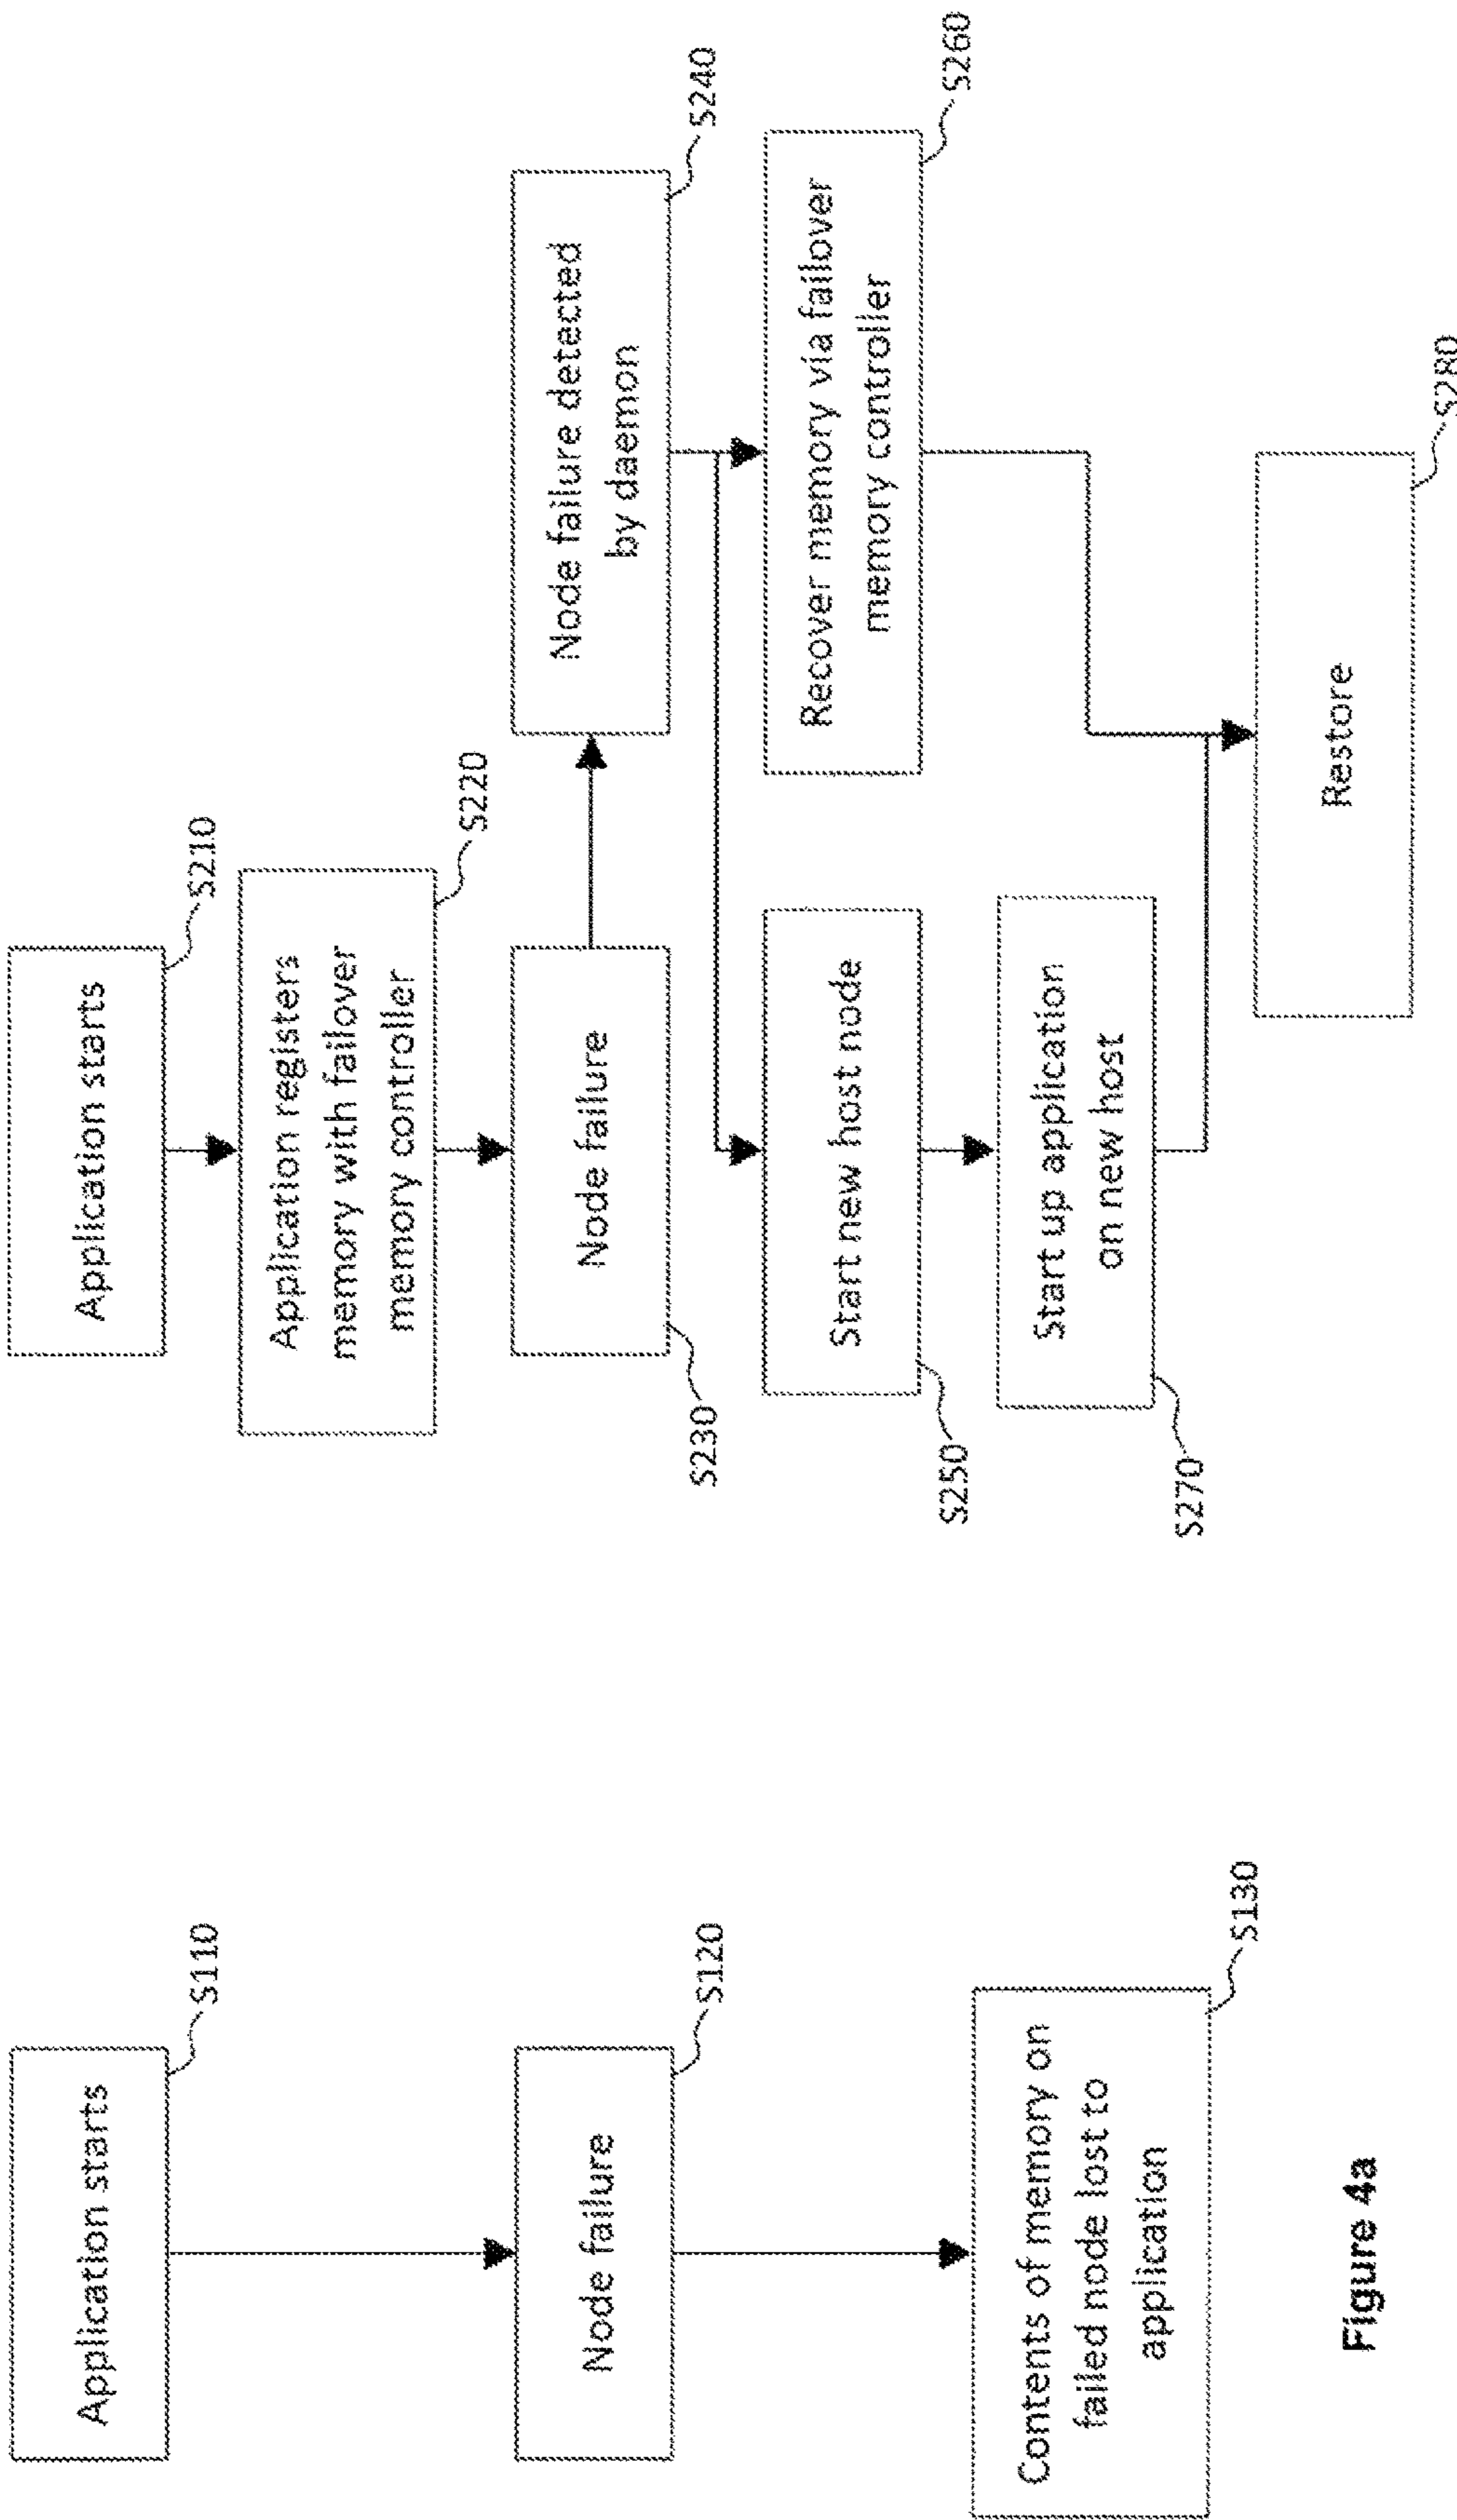 Application starts
S110
Node failure
S120
Contents of memory on
failed node lost to
application
S130
Figure 4a
Application starts
S210
Application registers
memory with failover
memory controller
S220
Node failure
S230
Node failure detected
by daemon
S240
Start new host node
S250
Recover memory via failover
memory controller
S260
Start up application
on new host
S270
Restore
S280